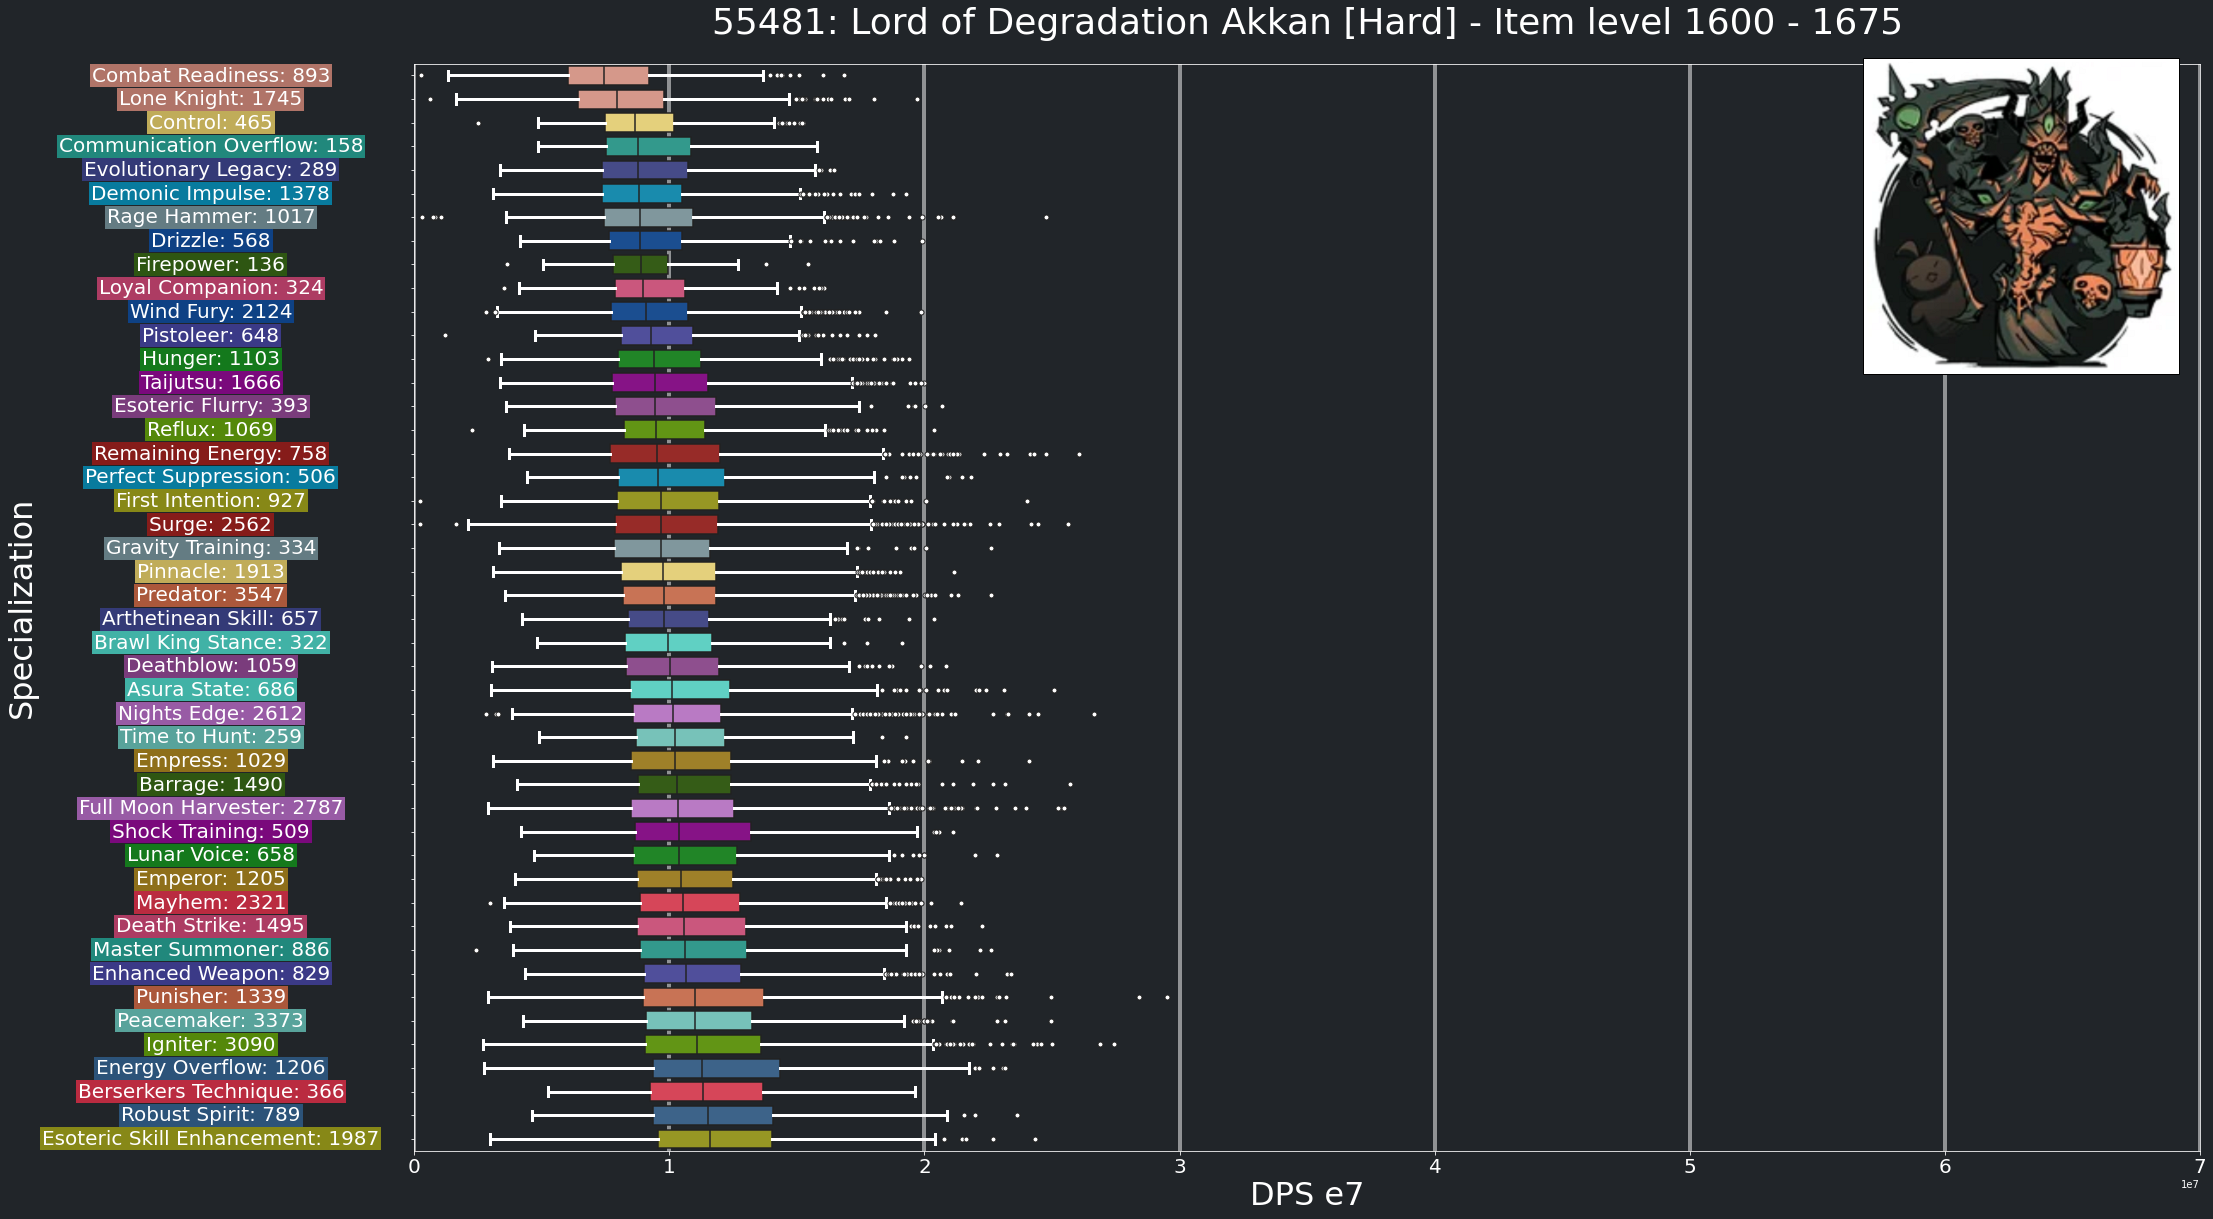 55481: Lord of Degradation Akkan [Hard] - Item level 1600 - 1675
Specialization
Combat Readiness: 893
Lone Knight: 1745
Control: 465
Communication Overflow: 158
Evolutionary Legacy: 289
Demonic Impulse: 1378
Rage Hammer: 1017
Drizzle: 568
Firepower: 136
Loyal Companion: 324
Wind Fury: 2124
Pistoleer: 648
Hunger: 1103
Taijutsu: 1666
Esoteric Flurry: 393
Reflux: 1069
Remaining Energy: 758
Perfect Suppression: 506
First Intention: 927
Surge: 2562
Gravity Training: 334
Pinnacle: 1913
Predator: 3547
Arthetinean Skill: 657
Brawl King Stance: 322
Deathblow: 1059
Asura State: 686
Nights Edge: 2612
Time to Hunt: 259
Empress: 1029
Barrage: 1490
Full Moon Harvester: 2787
Shock Training: 509
Lunar Voice: 658
Emperor: 1205
Mayhem: 2321
Death Strike: 1495
Master Summoner: 886
Enhanced Weapon: 829
Punisher: 1339
Peacemaker: 3373
Igniter: 3090
Energy Overflow: 1206
Berserkers Technique: 366
Robust Spirit: 789
Esoteric Skill Enhancement: 1987
0 1 2 3 4 5 6 7
1e7
DPS e7